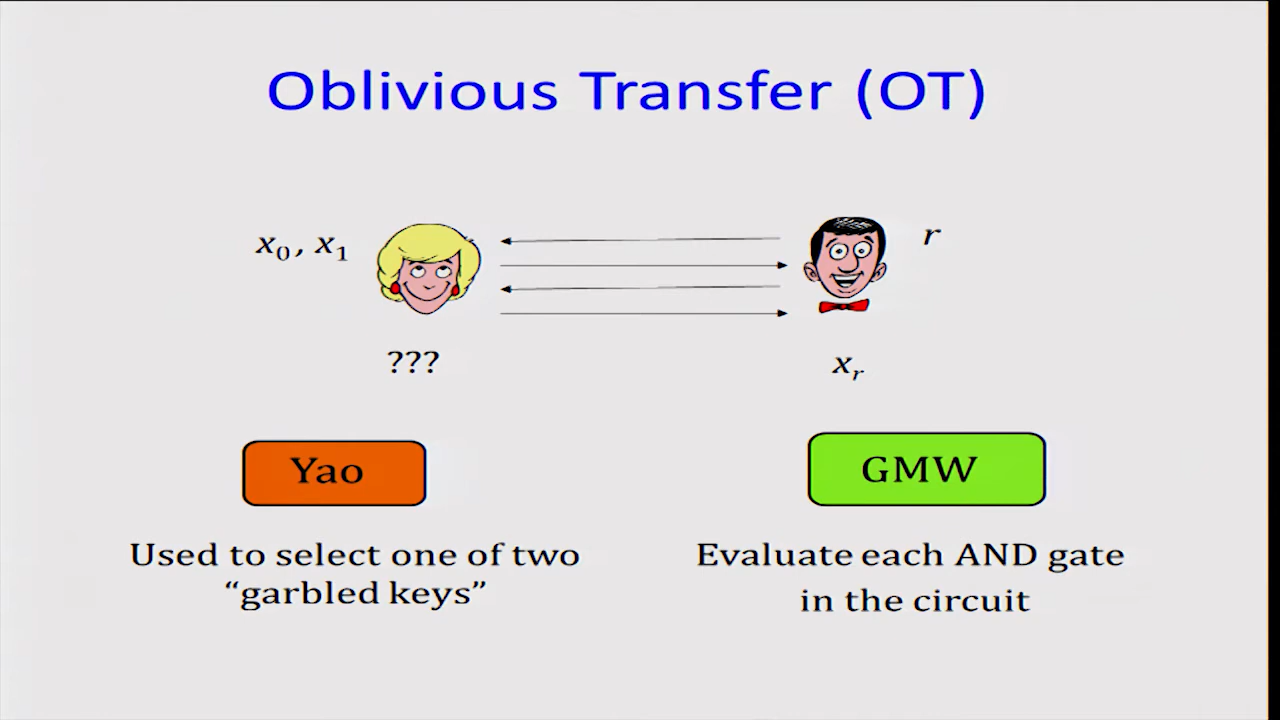 Oblivious Transfer (OT)
x₀, x₁
r
???
xᵣ
Yao
GMW
Used to select one of two
“garbled keys”
Evaluate each AND gate
in the circuit